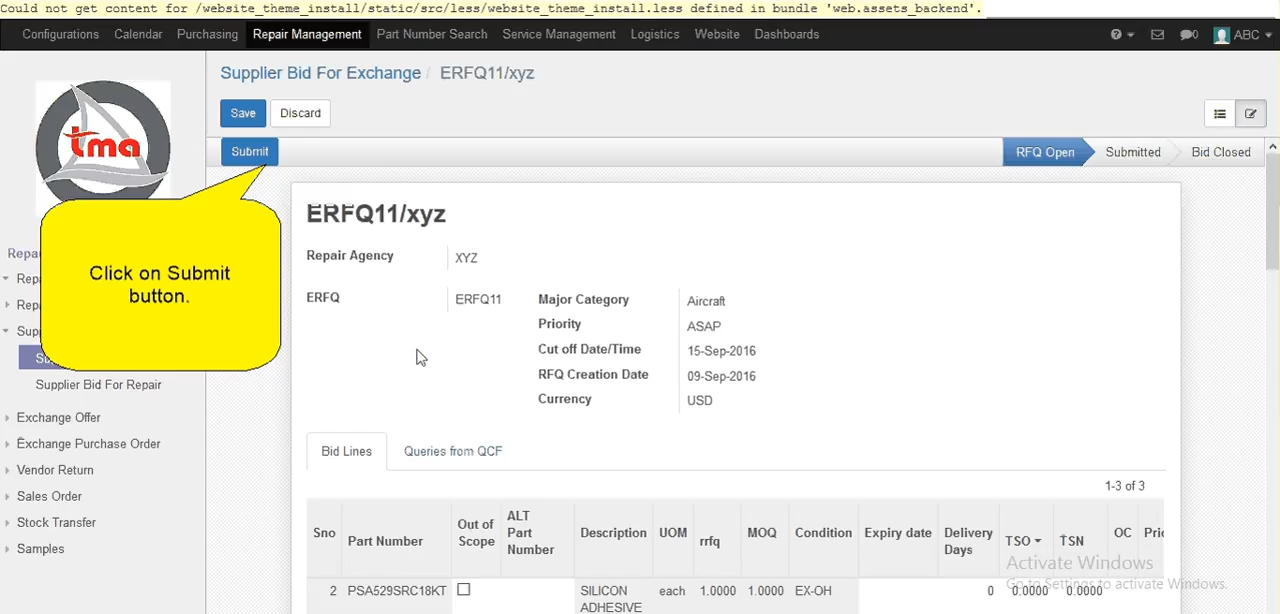 Could not get content for /website_theme_install/static/src/less/website_theme_install.less defined in bundle 'web.assets_backend'.
Configurations Calendar Purchasing Repair Management Part Number Search Service Management Logistics Website Dashboards 0 ABC
tma
Supplier Bid For Exchange / ERFQ11/xyz
Save Discard
Submit RFQ Open Submitted Bid Closed
Click on Submit
button.
Supplier Bid For Repair
Exchange Offer
Exchange Purchase Order
Vendor Return
Sales Order
Stock Transfer
Samples
ERFQ11/xyz
Repair Agency XYZ
ERFQ ERFQ11
Major Category Aircraft
Priority ASAP
Cut off Date/Time 15-Sep-2016
RFQ Creation Date 09-Sep-2016
Currency USD
Bid Lines Queries from QCF
1-3 of 3
Sno Part Number Out of Scope ALT Part Number Description UOM rrfq MOQ Condition Expiry date Delivery Days TSO TSN OC
2 PSA529SRC18KT SILICON ADHESIVE each 1.0000 1.0000 EX-OH 0 0.0000 0.0000
Activate Windows
Go to Settings to activate Windows.